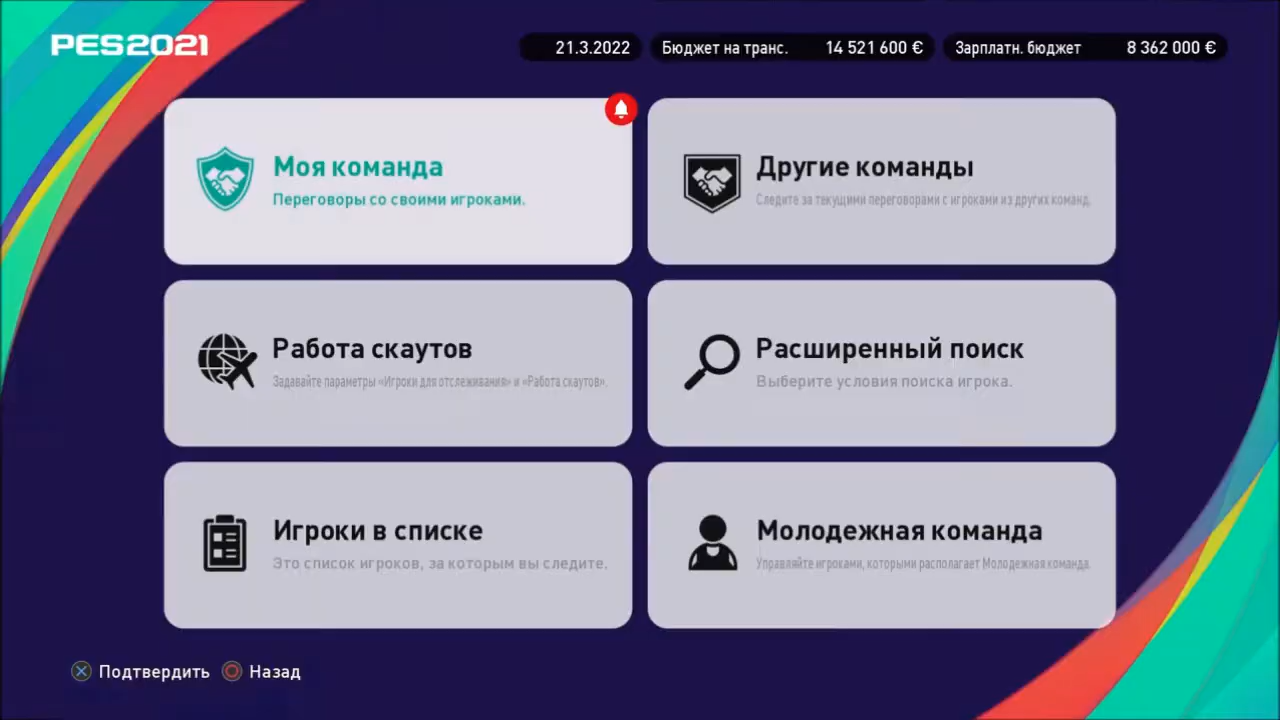 PES2021
21.3.2022
Бюджет на транс. 14 521 600 €
Зарплатн. бюджет 8 362 000 €
Моя команда
Переговоры со своими игроками.
Другие команды
Следите за текущими переговорами с игроками из других команд.
Работа скаутов
Задавайте параметры «Игроки для отслеживания» и «Работа скаутов».
Расширенный поиск
Выберите условия поиска игрока.
Игроки в списке
Это список игроков, за которым вы следите.
Молодежная команда
Управляйте игроками, которыми располагает Молодежная команда.
Подтвердить Назад